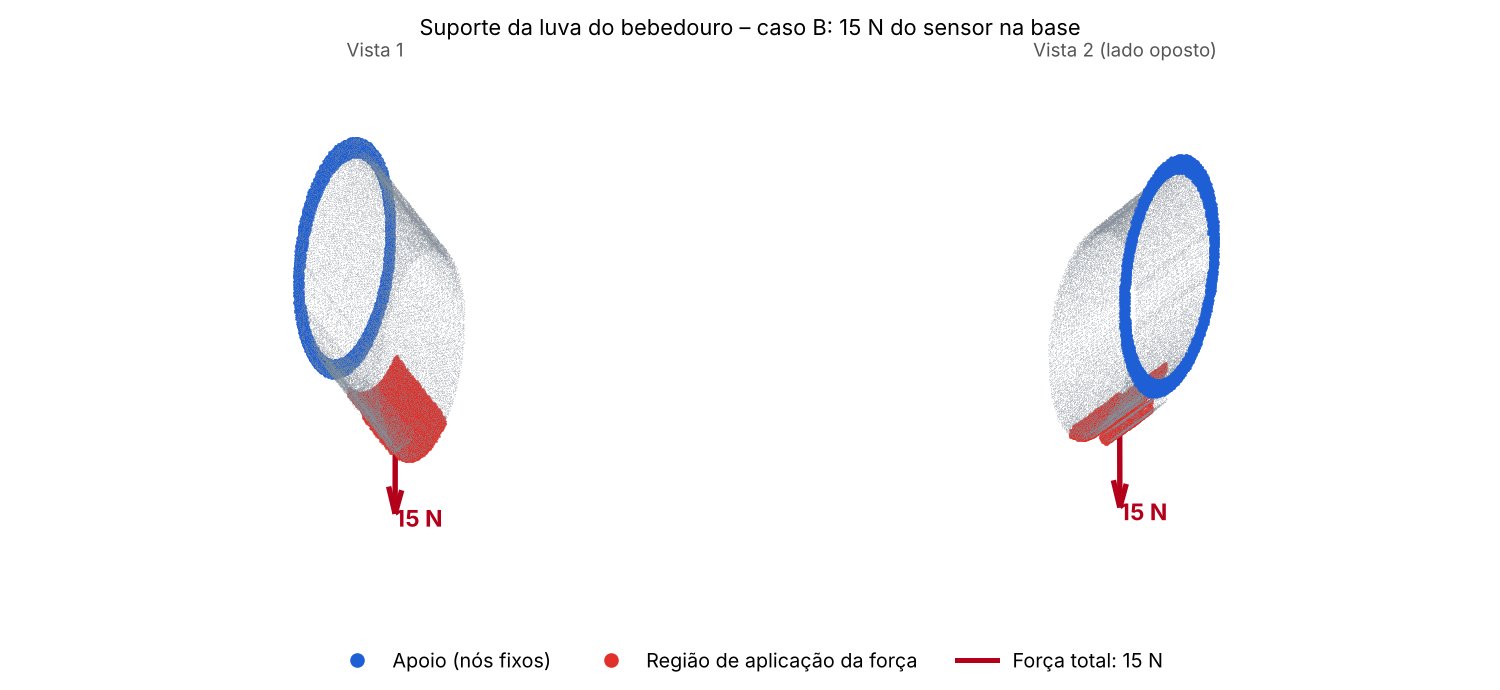 Suporte da luva do bebedouro – caso B: 15 N do sensor na base
Vista 1
Vista 2 (lado oposto)
15 N
15 N
Apoio (nós fixos)
Região de aplicação da força
Força total: 15 N